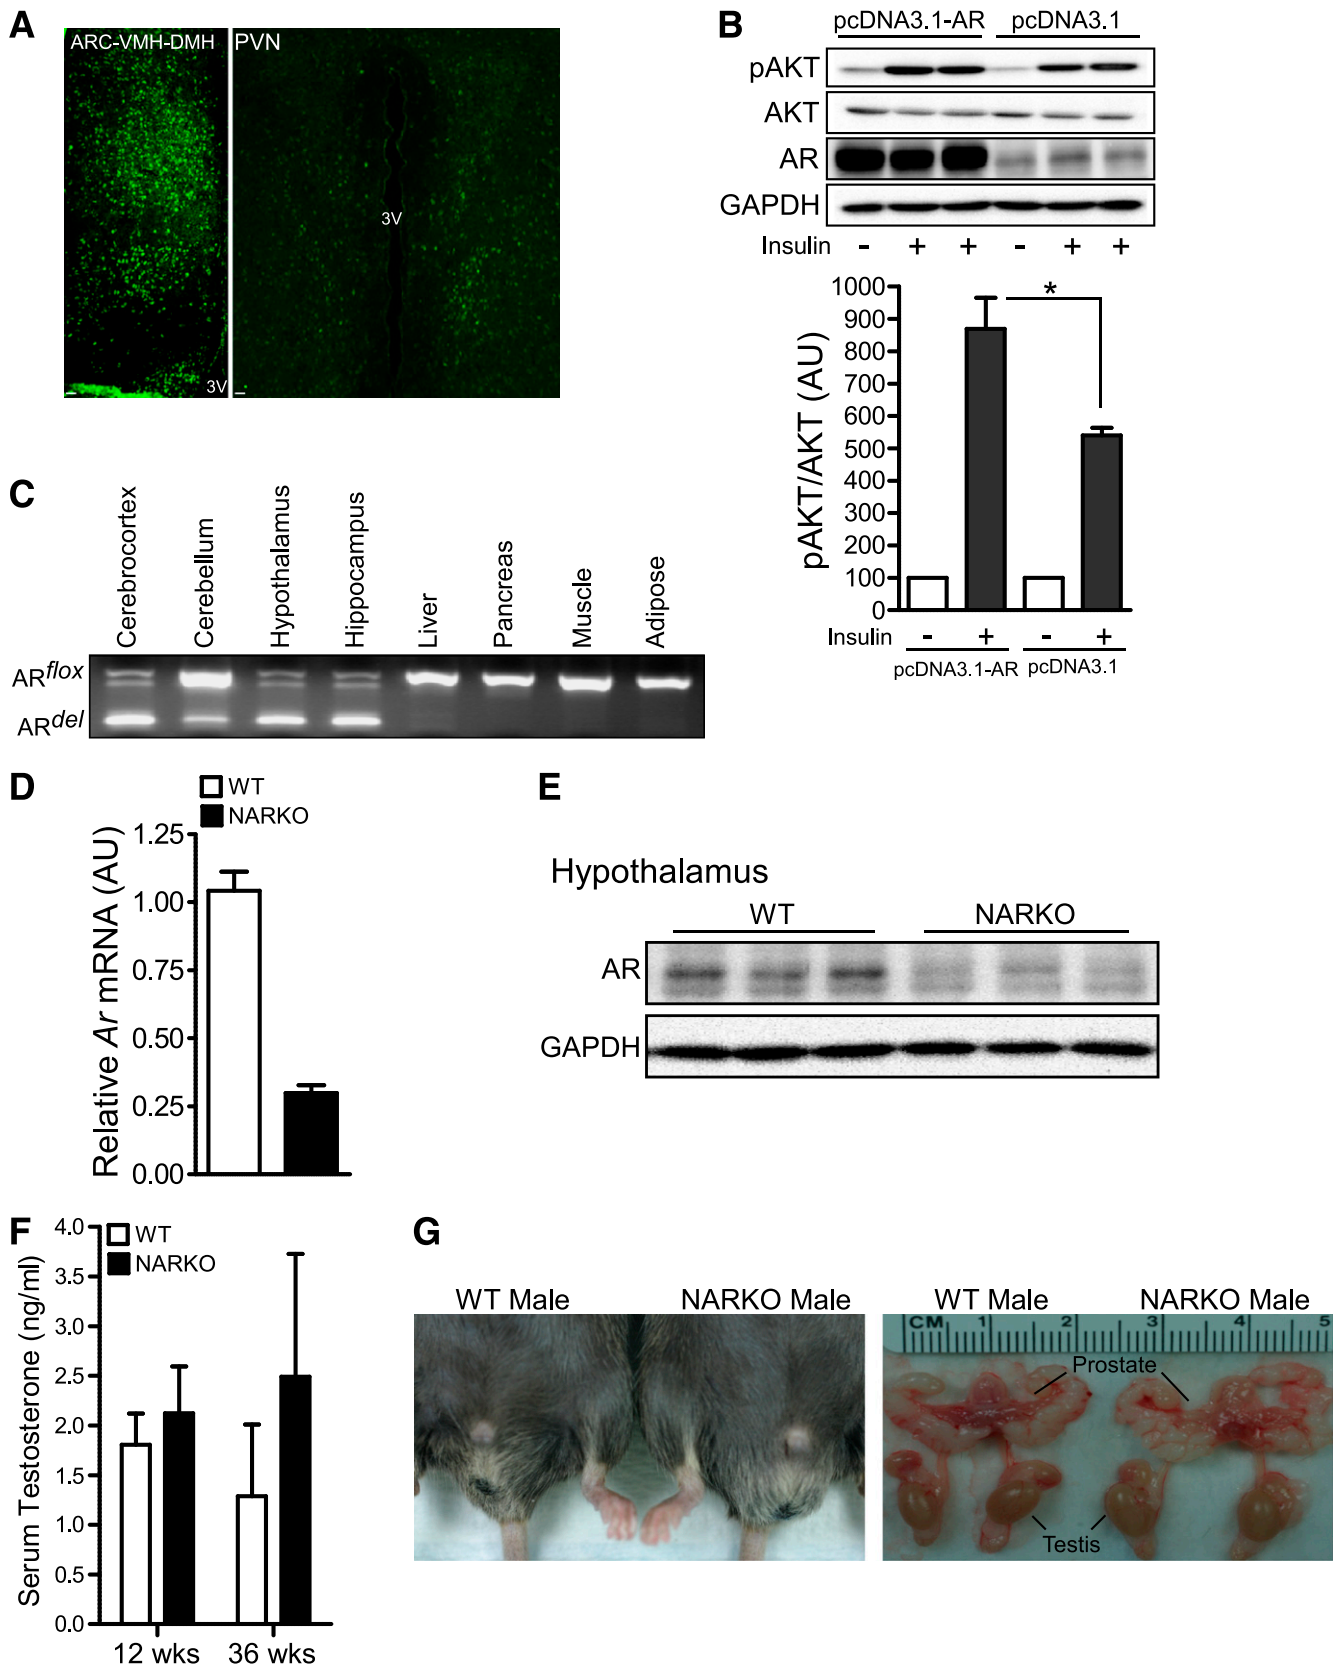 A
ARC-VMH-DMH
PVN
3V
3V
B
pcDNA3.1-AR pcDNA3.1
pAKT
AKT
AR
GAPDH
Insulin - + + - + +
*
pAKT/AKT (AU)
1000
900
800
700
600
500
400
300
200
100
0
Insulin - + - +
pcDNA3.1-AR pcDNA3.1
C
Cerebrocortex
Cerebellum
Hypothalamus
Hippocampus
Liver
Pancreas
Muscle
Adipose
ARflox
ARdel
D
WT
NARKO
Relative Ar mRNA (AU)
1.25
1.00
0.75
0.50
0.25
0.00
E
Hypothalamus
WT NARKO
AR
GAPDH
F
WT
NARKO
Serum Testosterone (ng/ml)
4.0
3.5
3.0
2.5
2.0
1.5
1.0
0.5
0.0
12 wks 36 wks
G
WT Male NARKO Male
WT Male NARKO Male
CM 1 2 3 4 5
Prostate
Testis